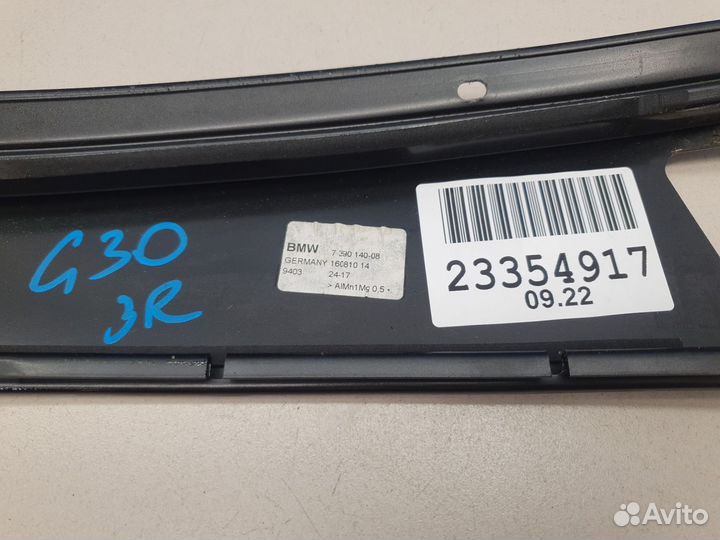 G30
3R
BMW 7 390 140-08
GERMANY 160810 14
9403 24-17
> AlMn1Mg 0,5 •
23354917
09.22
Avito